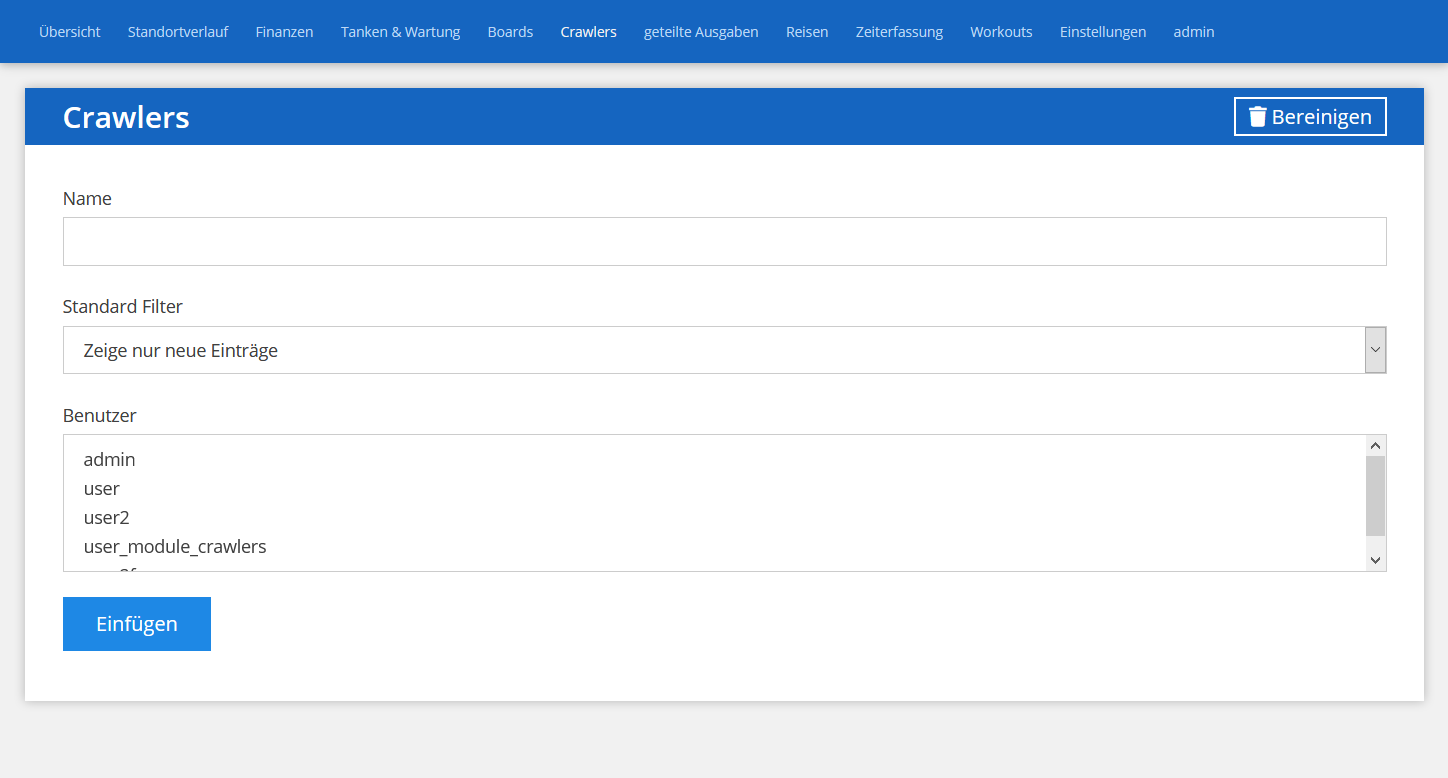 Übersicht Standortverlauf Finanzen Tanken & Wartung Boards Crawlers geteilte Ausgaben Reisen Zeiterfassung Workouts Einstellungen admin
Crawlers Bereinigen
Name
Standard Filter
Zeige nur neue Einträge
Benutzer
admin
user
user2
user_module_crawlers
Einfügen